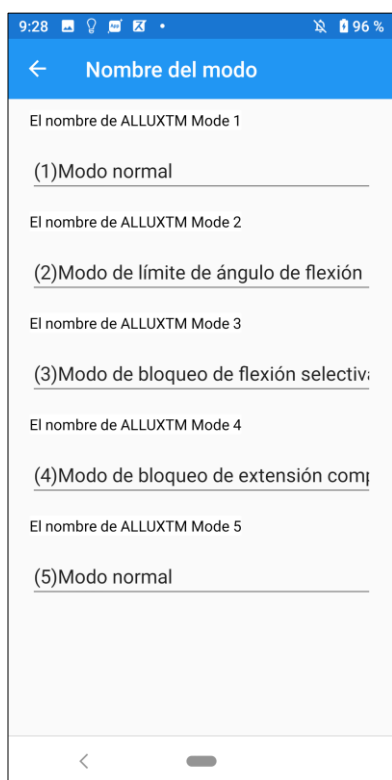 9:28 96 %
Nombre del modo
El nombre de ALLUXTM Mode 1
(1)Modo normal
El nombre de ALLUXTM Mode 2
(2)Modo de límite de ángulo de flexión
El nombre de ALLUXTM Mode 3
(3)Modo de bloqueo de flexión selectiva
El nombre de ALLUXTM Mode 4
(4)Modo de bloqueo de extensión comp
El nombre de ALLUXTM Mode 5
(5)Modo normal